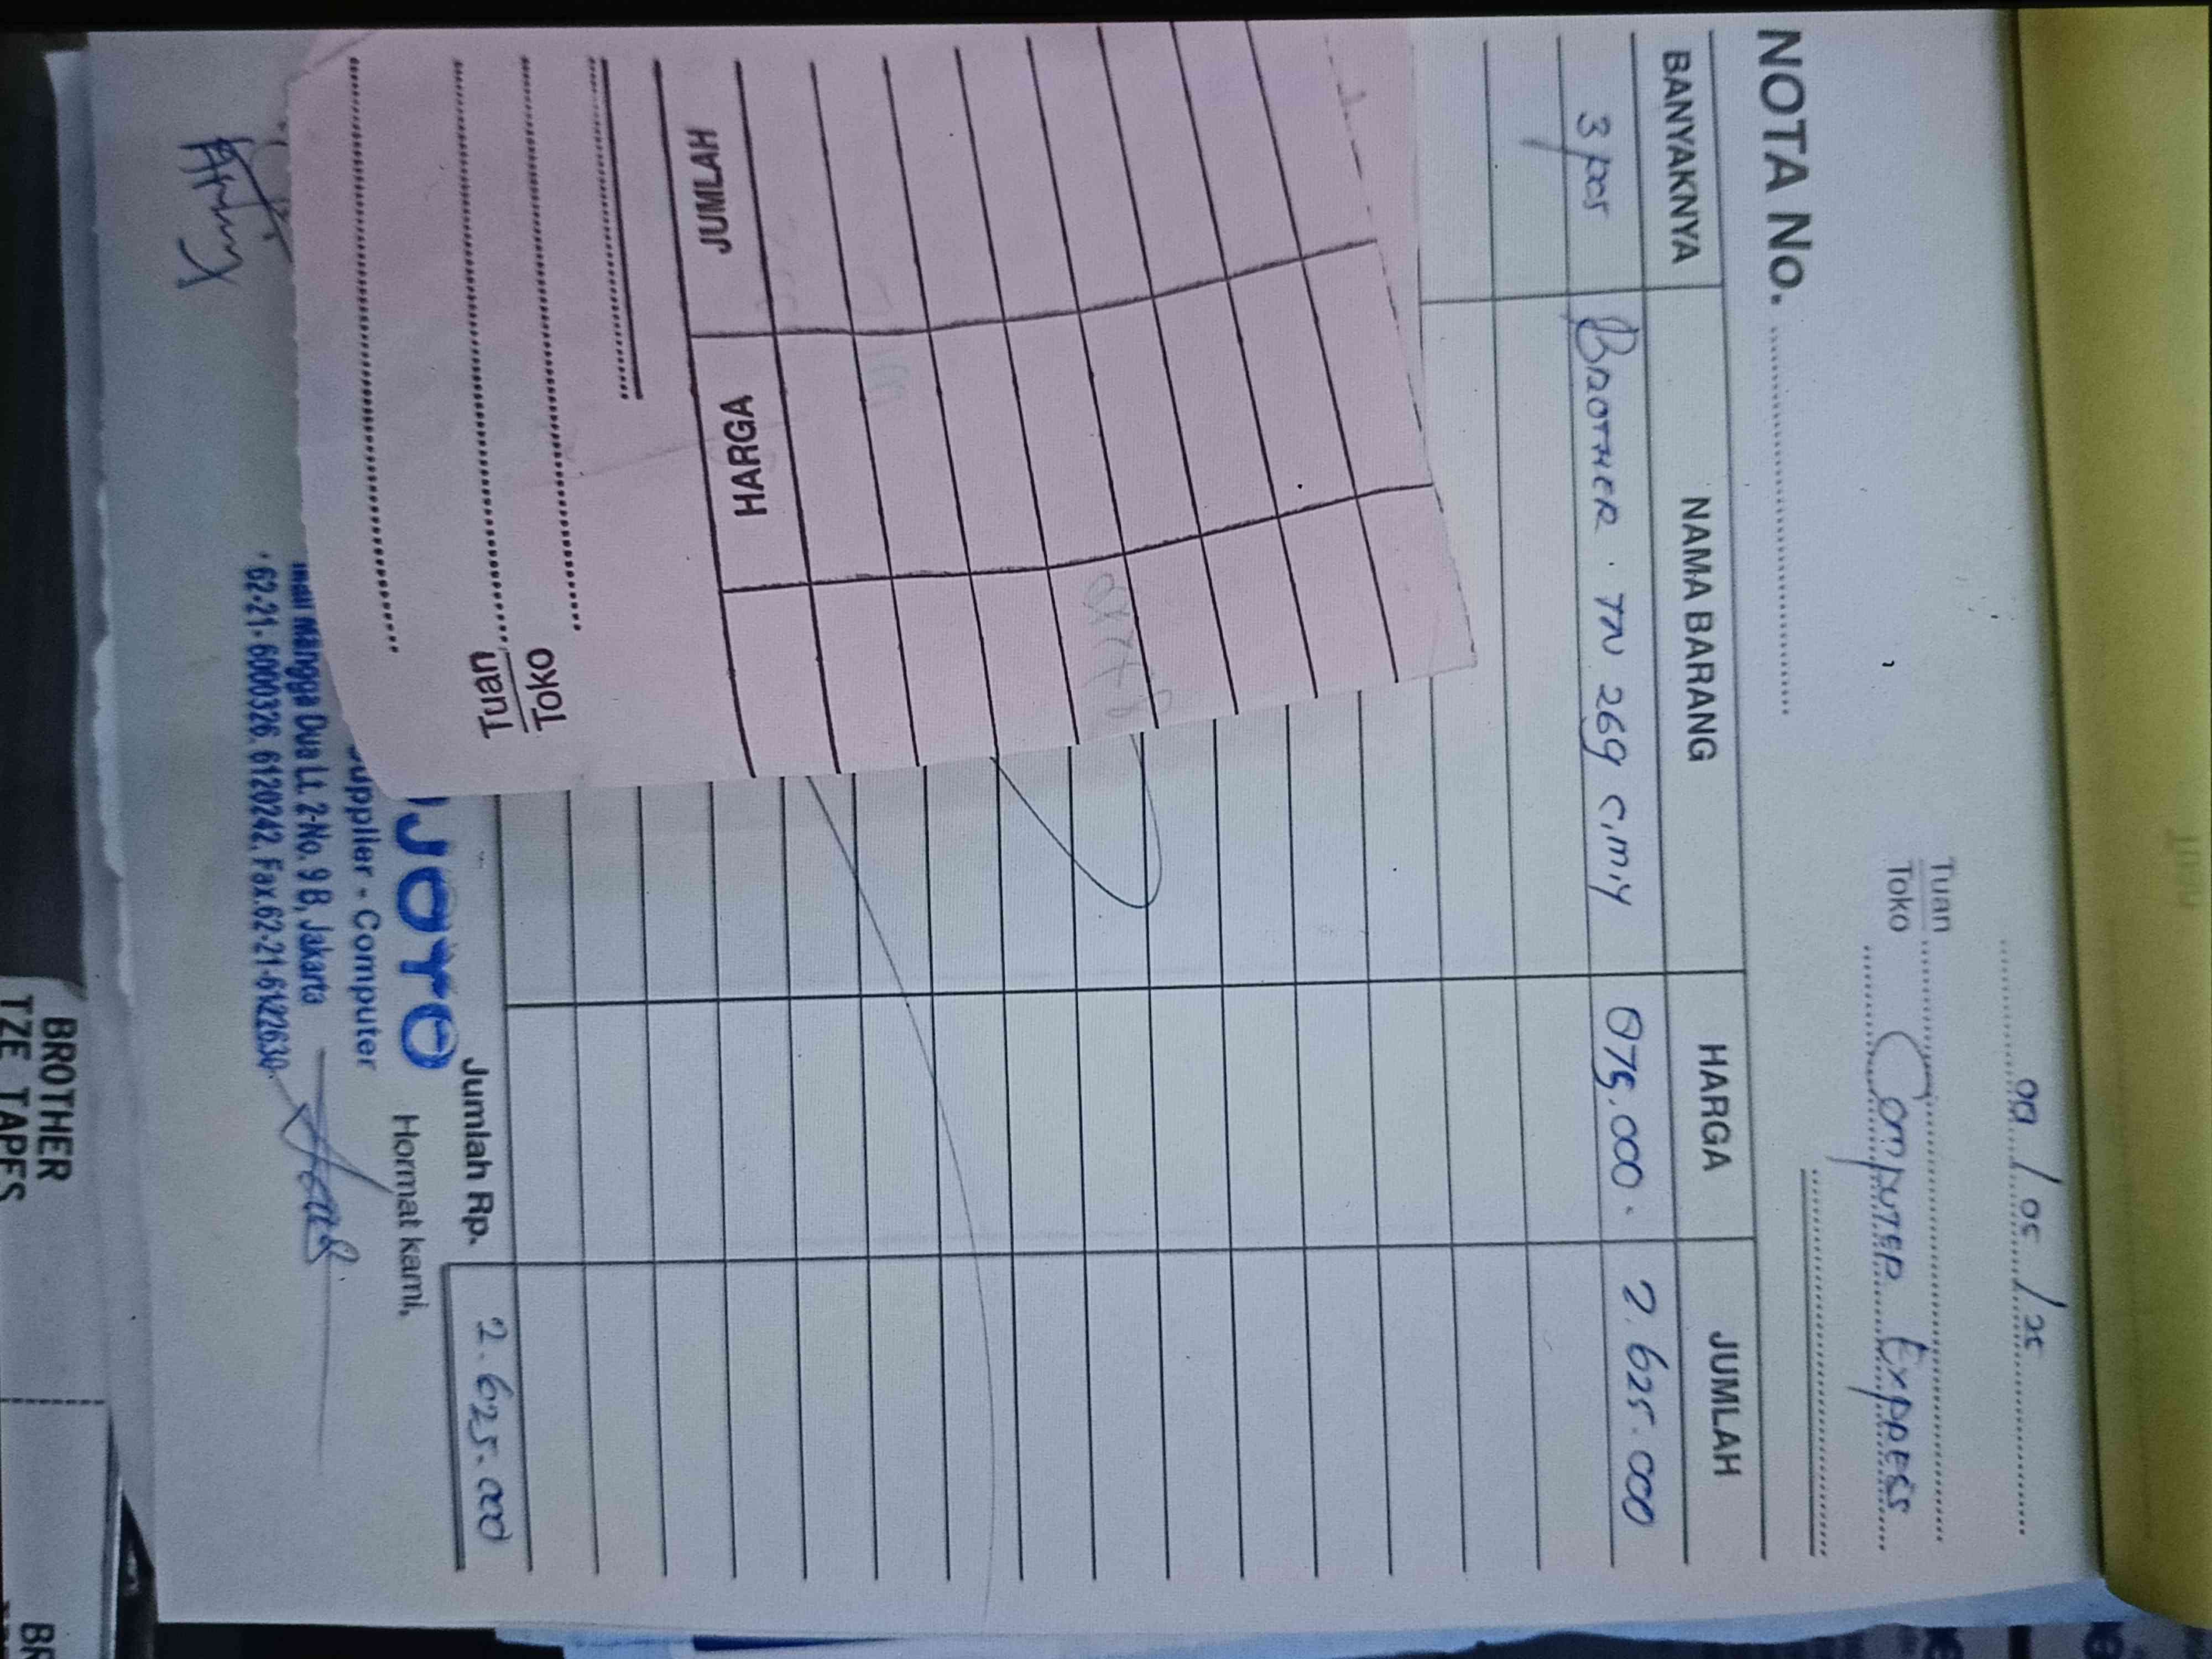 09/05/25
Tuan
Toko Computer Express
NOTA No.
BANYAKNYA NAMA BARANG HARGA JUMLAH
3 pcs BROTHER TN 269 C,M,Y 875.000 2.625.000
Jumlah Rp. 2.625.000
Hormat kami,
JOYO
Supplier - Computer
Mangga Dua Lt. 2-No. 9 B, Jakarta
62-21-6000326, 6120242, Fax.62-21-6122630
Tuan
Toko
JUMLAH HARGA
BROTHER
TZE TAPES